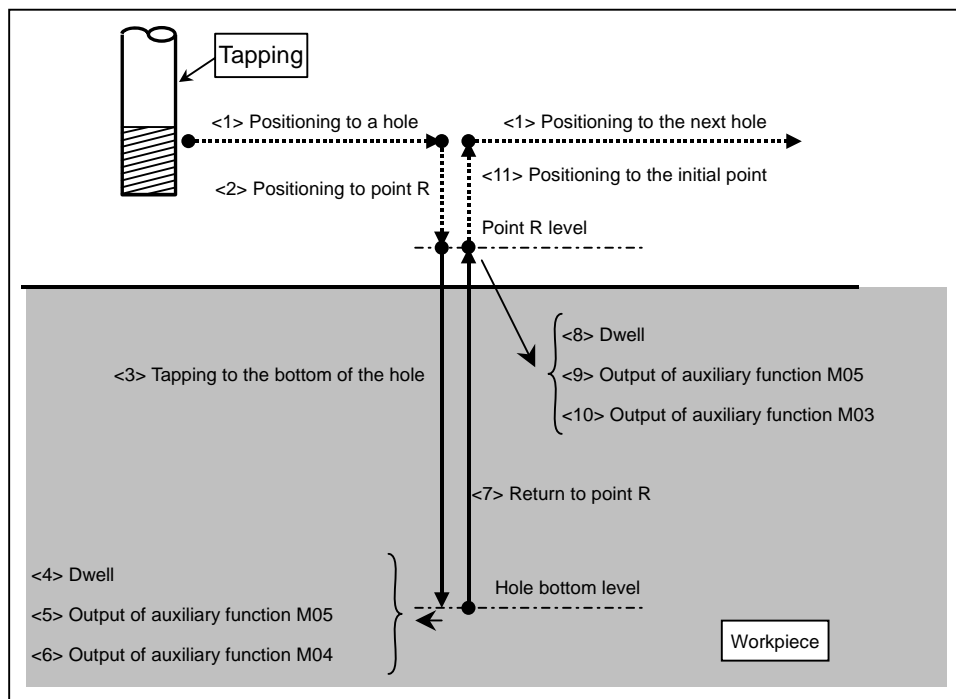 Tapping
<1> Positioning to a hole
<1> Positioning to the next hole
<2> Positioning to point R
<11> Positioning to the initial point
Point R level
<8> Dwell
<3> Tapping to the bottom of the hole
<9> Output of auxiliary function M05
<10> Output of auxiliary function M03
<7> Return to point R
<4> Dwell
Hole bottom level
<5> Output of auxiliary function M05
<6> Output of auxiliary function M04
Workpiece